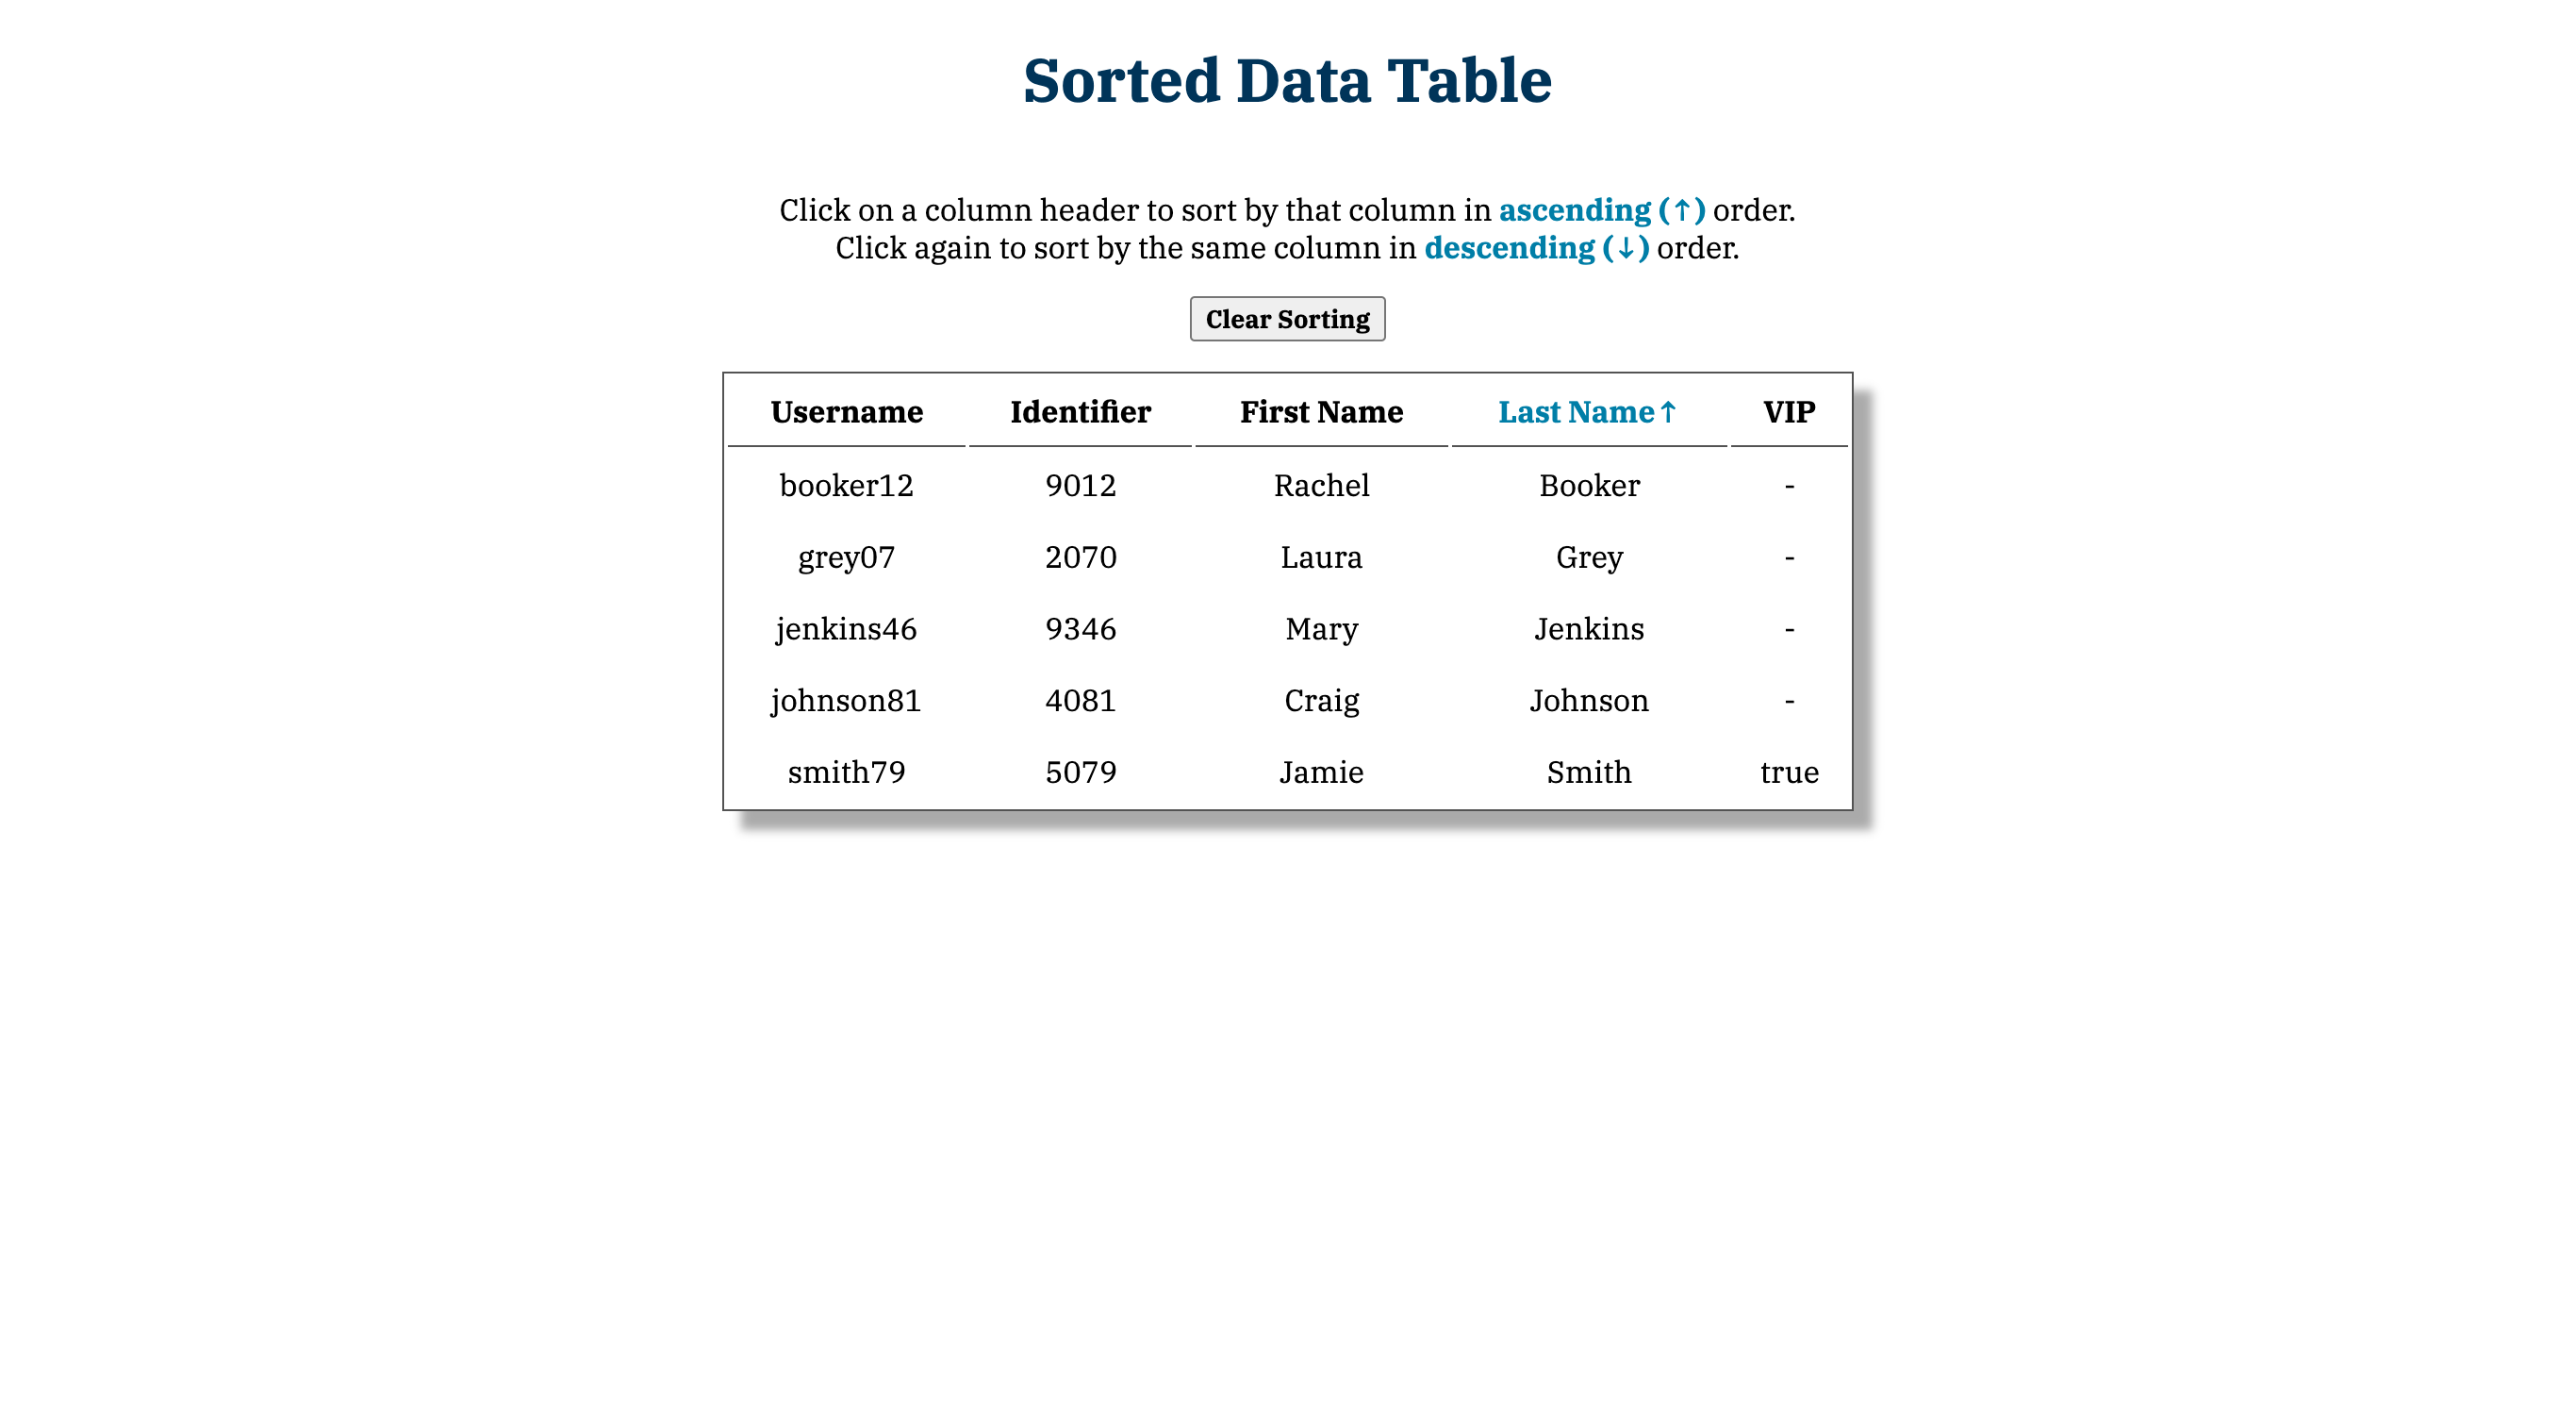 Sorted Data Table
Click on a column header to sort by that column in ascending (↑) order.
Click again to sort by the same column in descending (↓) order.
Clear Sorting
Username Identifier First Name Last Name↑ VIP
booker12 9012 Rachel Booker -
grey07 2070 Laura Grey -
jenkins46 9346 Mary Jenkins -
johnson81 4081 Craig Johnson -
smith79 5079 Jamie Smith true